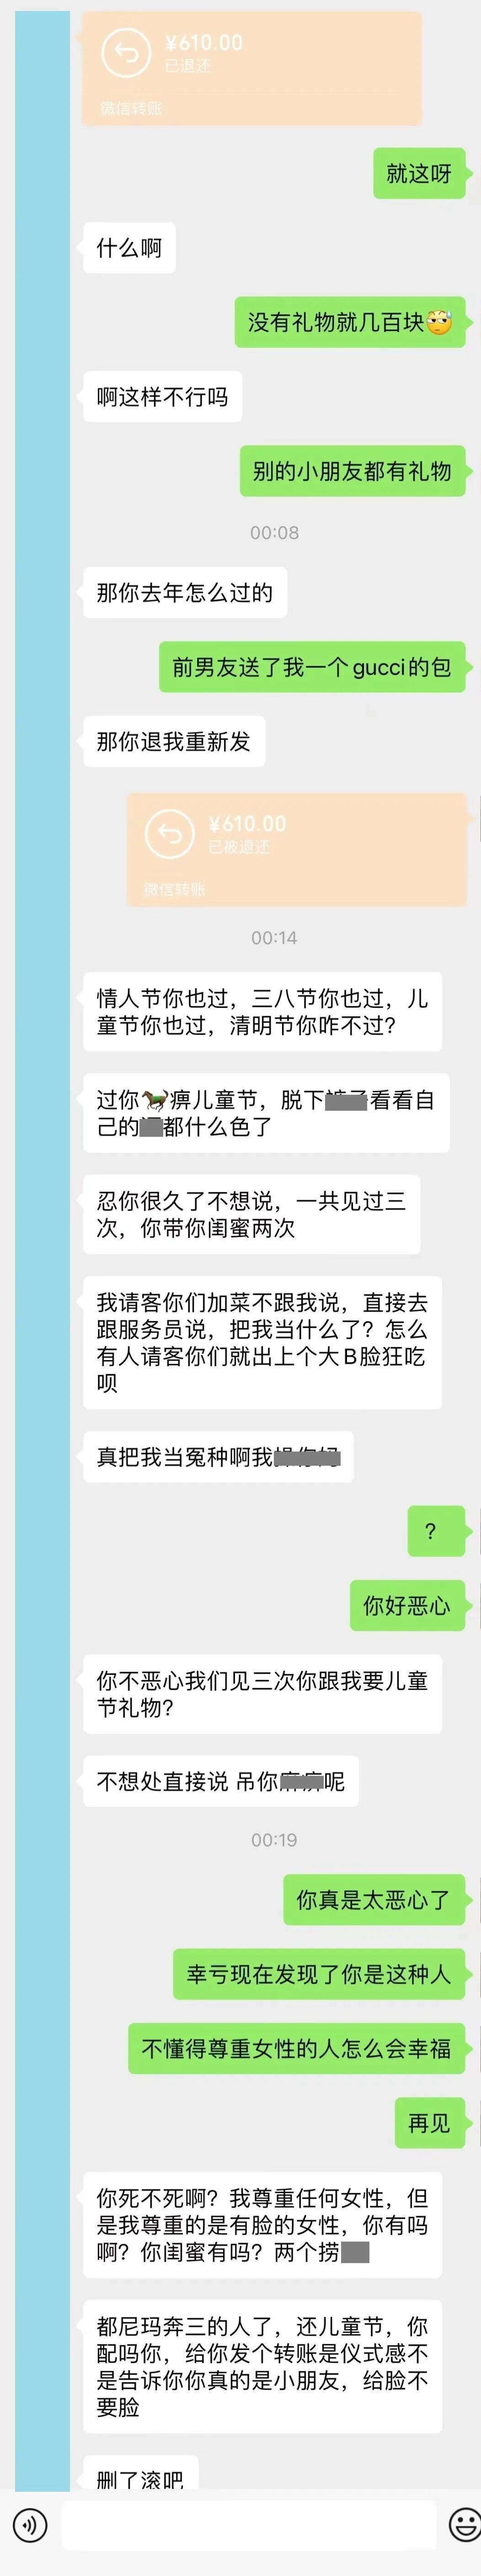 ¥610.00
已退还
微信转账
就这呀
什么啊
没有礼物就几百块
啊这样不行吗
别的小朋友都有礼物
00:08
那你去年怎么过的
前男友送了我一个gucci的包
那你退我重新发
¥610.00
已被退还
微信转账
00:14
情人节你也过，三八节你也过，儿
童节你也过，清明节你咋不过？
过你痹儿童节，脱下看看自
己的都什么色了
忍你很久了不想说，一共见过三
次，你带你闺蜜两次
我请客你们加菜不跟我说，直接去
跟服务员说，把我当什么了？怎么
有人请客你们就出上个大B脸狂吃
呗
真把我当冤种啊我
？
你好恶心
你不恶心我们见三次你跟我要儿童
节礼物？
不想处直接说 吊你呢
00:19
你真是太恶心了
幸亏现在发现了你是这种人
不懂得尊重女性的人怎么会幸福
再见
你死不死啊？我尊重任何女性，但
是我尊重的是有脸的女性，你有吗
啊？你闺蜜有吗？两个捞
都尼玛奔三的人了，还儿童节，你
配吗你，给你发个转账是仪式感不
是告诉你你真的是小朋友，给脸不
要脸
删了滚吧